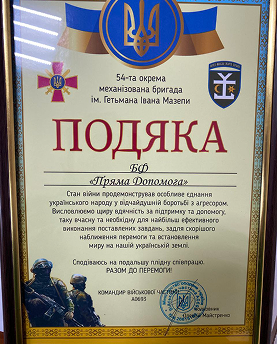 54-та окрема
механізована бригада
ім. Гетьмана Івана Мазепи
ПОДЯКА
БФ
«Пряма Допомога»
Стан війни продемонстрував особливе єднання
українського народу у відчайдушній боротьбі з агресором.
Висловлюємо щиру вдячність за підтримку та допомогу,
таку вчасну та необхідну для найбільш ефективного
виконання поставлених завдань, задля скорішого
наближення перемоги та встановлення
миру на нашій українській землі.
Сподіваюсь на подальшу плідну співпрацю.
РАЗОМ ДО ПЕРЕМОГИ!
КОМАНДИР ВІЙСЬКОВОЇ ЧАСТИНИ
А0693
полковник
Майстренко